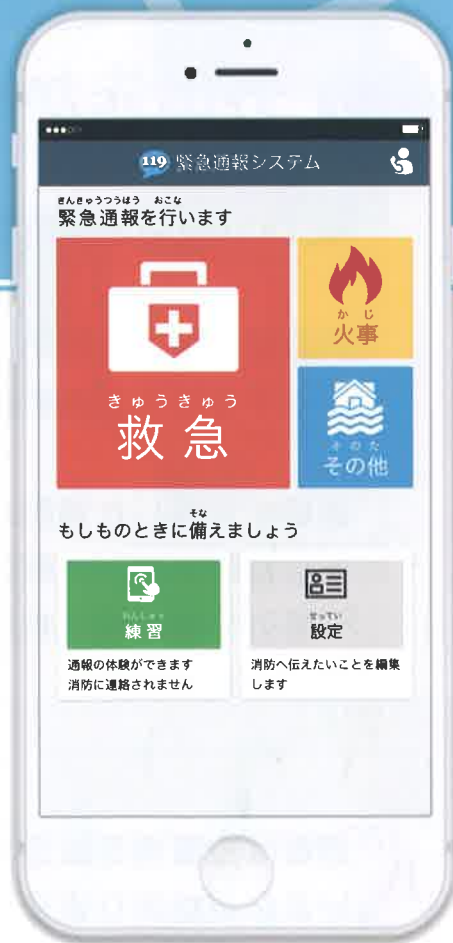 119 緊急通報システム
きんきゅうつうほう おこな
緊急通報を行います
かじ
火事
きゅうきゅう
救急
そのた
その他
そな
もしものときに備えましょう
れんしゅう
練習
せってい
設定
通報の体験ができます
消防に連絡されません
消防へ伝えたいことを編集
します